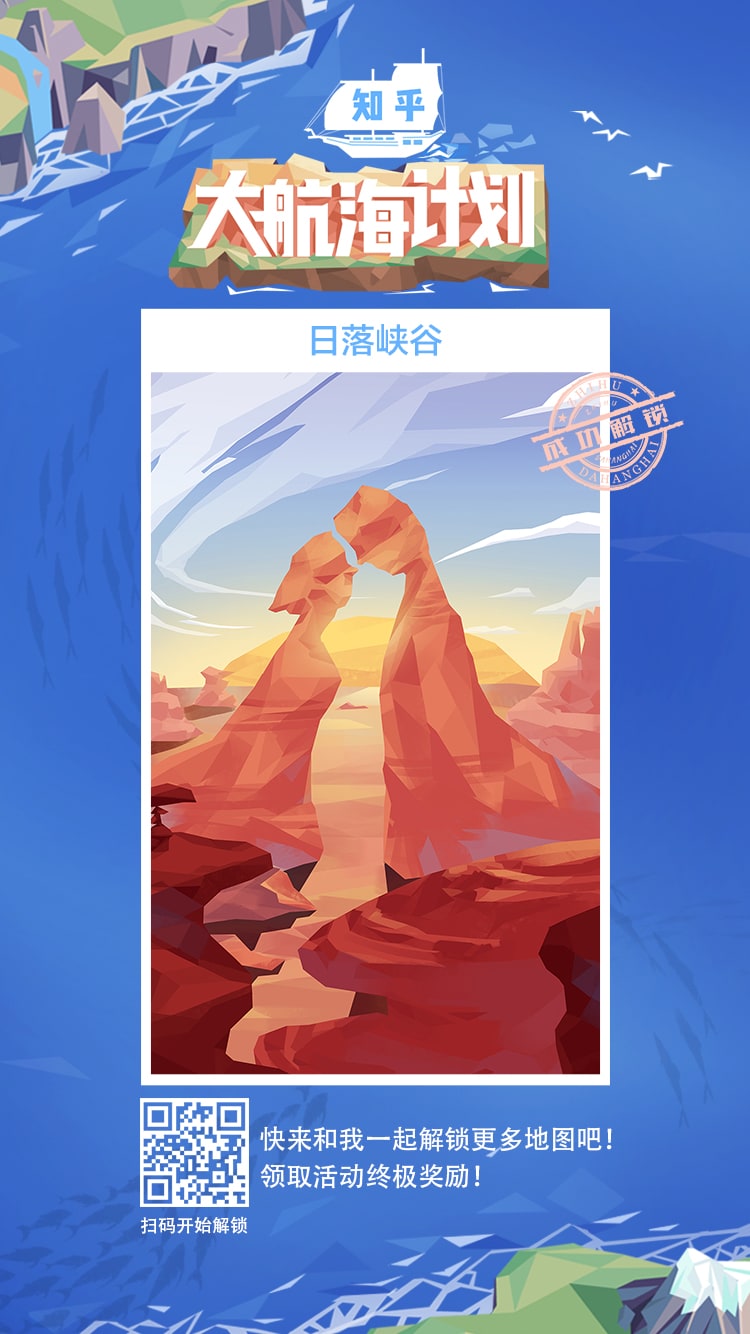 知乎
大航海计划
日落峡谷
ZHIHU
成功解锁
DAHANGHAI
快来和我一起解锁更多地图吧!
领取活动终极奖励!
扫码开始解锁